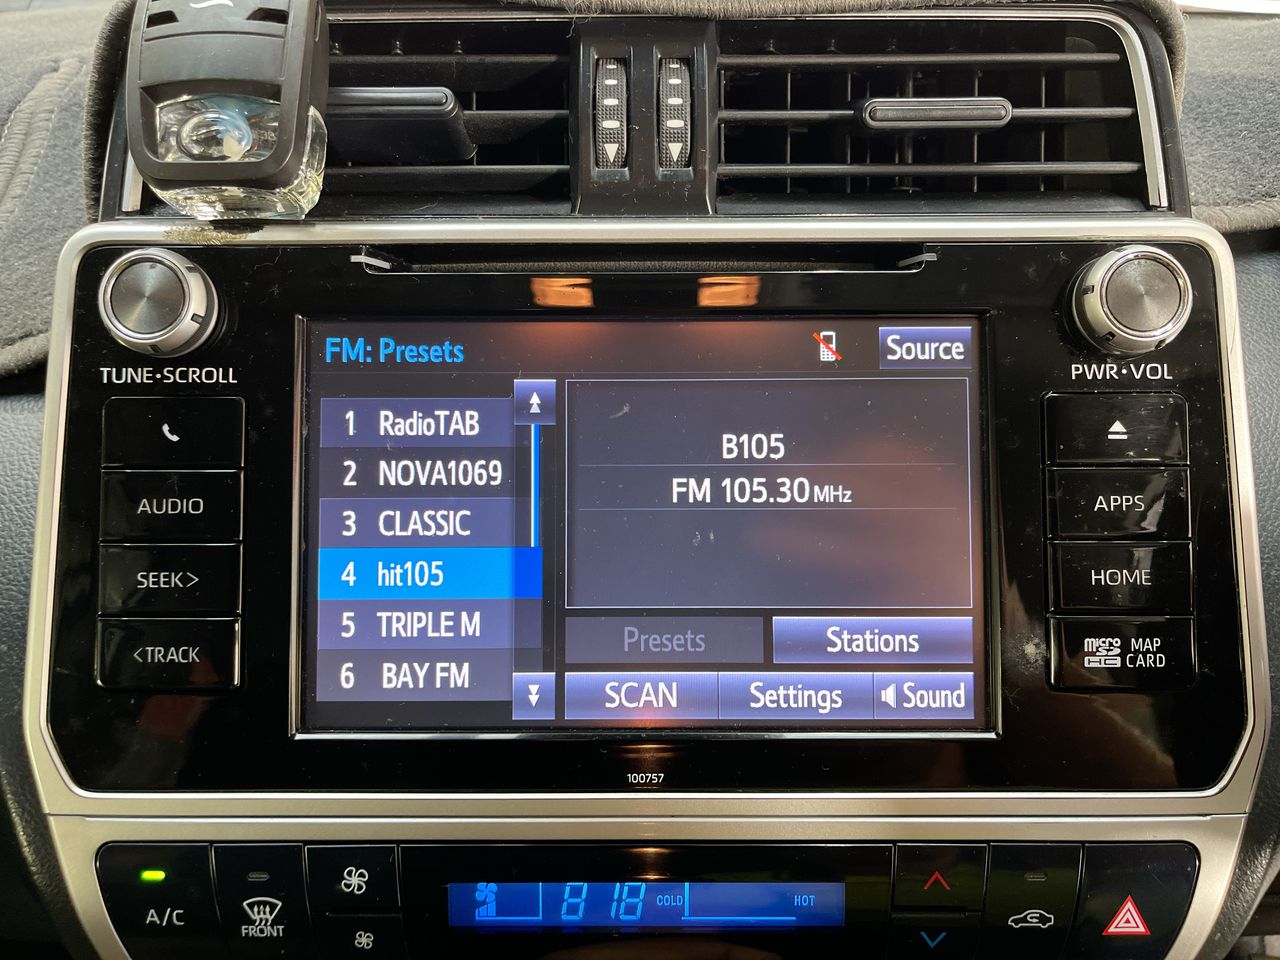 FM: Presets
Source
TUNE•SCROLL
PWR•VOL
1 RadioTAB
2 NOVA1069
3 CLASSIC
4 hit105
5 TRIPLE M
6 BAY FM
B105
FM 105.30 MHz
Presets
Stations
SCAN
Settings
Sound
AUDIO
SEEK>
<TRACK
APPS
HOME
micro SD HC MAP CARD
100757
A/C
FRONT
818
COLD
HOT